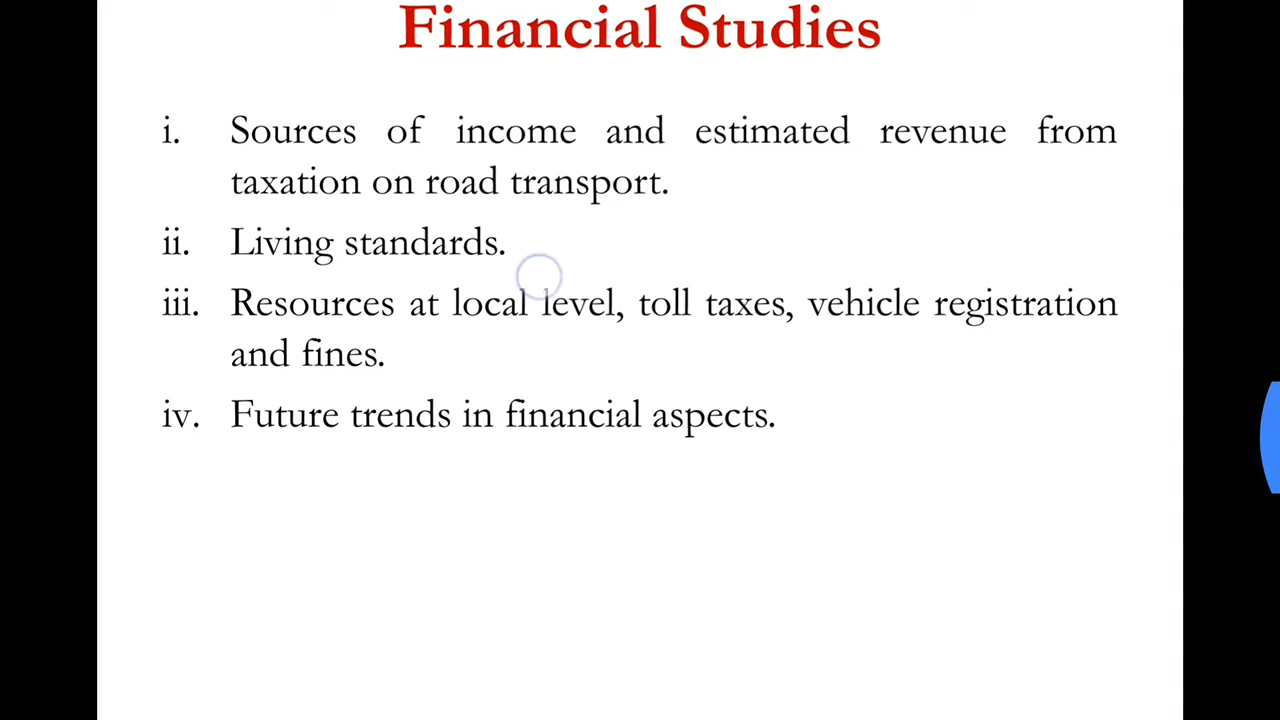 Financial Studies
i. Sources of income and estimated revenue from
taxation on road transport.
ii. Living standards.
iii. Resources at local level, toll taxes, vehicle registration
and fines.
iv. Future trends in financial aspects.